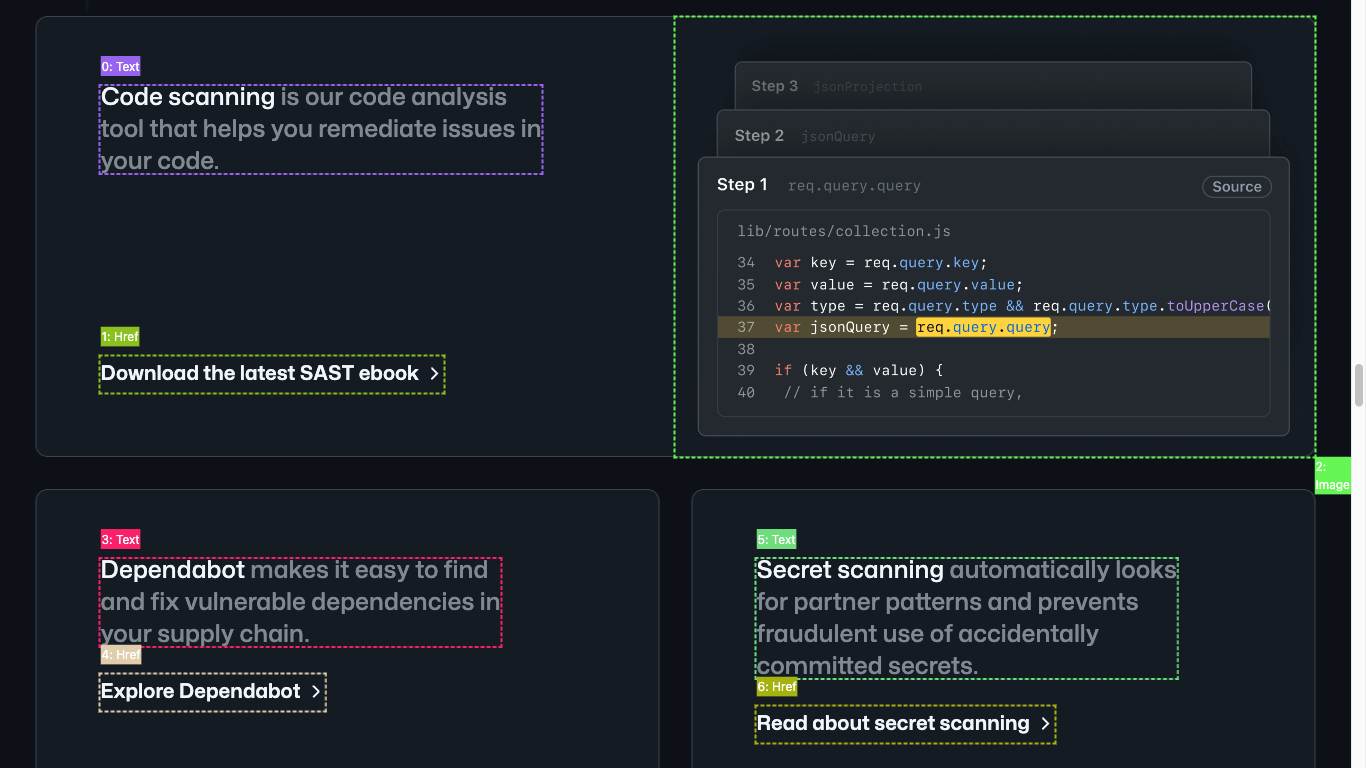 0: Text
Code scanning is our code analysis
tool that helps you remediate issues in
your code.
1: Href
Download the latest SAST ebook
Step 3 jsonProjection
Step 2 jsonQuery
Step 1 req.query.query Source
lib/routes/collection.js
34 var key = req.query.key;
35 var value = req.query.value;
36 var type = req.query.type && req.query.type.toUpperCase(
37 var jsonQuery = req.query.query;
38
39 if (key && value) {
40 // if it is a simple query,
2:
Image
3: Text
Dependabot makes it easy to find
and fix vulnerable dependencies in
your supply chain.
4: Href
Explore Dependabot
5: Text
Secret scanning automatically looks
for partner patterns and prevents
fraudulent use of accidentally
committed secrets.
6: Href
Read about secret scanning